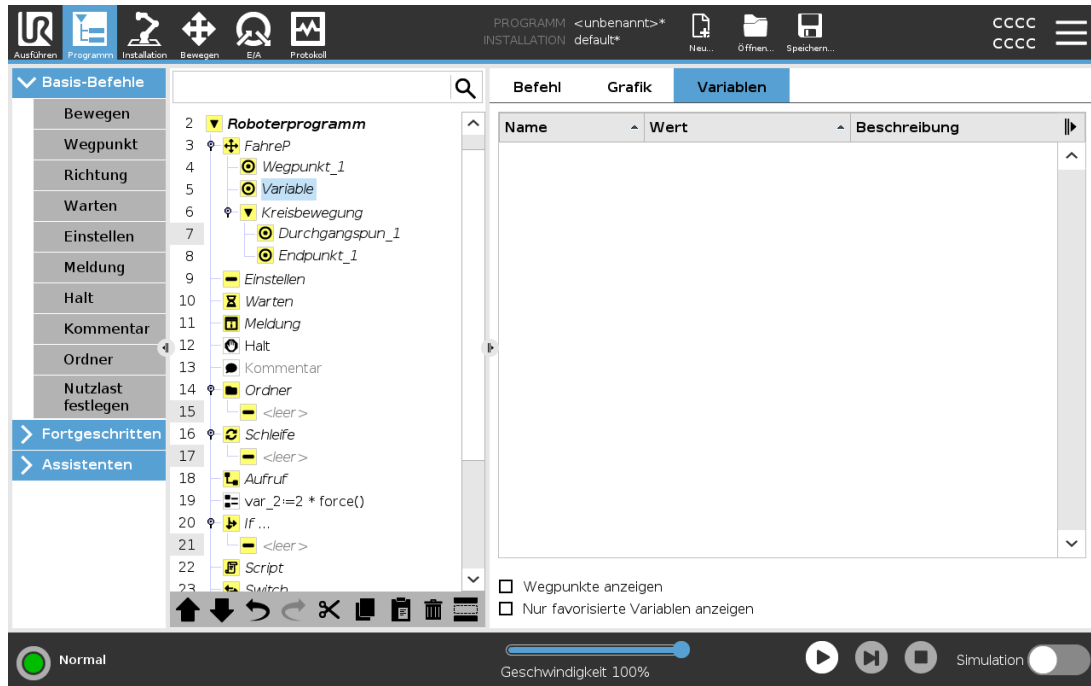 UR
Ausführen
Programm
Installation
Bewegen
E/A
Protokoll
PROGRAMM <unbenannt>*
INSTALLATION default*
Neu...
Öffnen...
Speichern...
CCCC
CCCC
Basis-Befehle
Bewegen
Wegpunkt
Richtung
Warten
Einstellen
Meldung
Halt
Kommentar
Ordner
Nutzlast
festlegen
Fortgeschritten
Assistenten
2 Roboterprogramm
3 FahreP
4 Wegpunkt_1
5 Variable
6 Kreisbewegung
7 Durchgangspun_1
8 Endpunkt_1
9 Einstellen
10 Warten
11 Meldung
12 Halt
13 Kommentar
14 Ordner
15 <leer>
16 Schleife
17 <leer>
18 Aufruf
19 var_2:=2 * force()
20 If ...
21 <leer>
22 Script
23 Switch
Befehl Grafik Variablen
Name Wert Beschreibung
Wegpunkte anzeigen
Nur favorisierte Variablen anzeigen
Normal
Geschwindigkeit 100%
Simulation